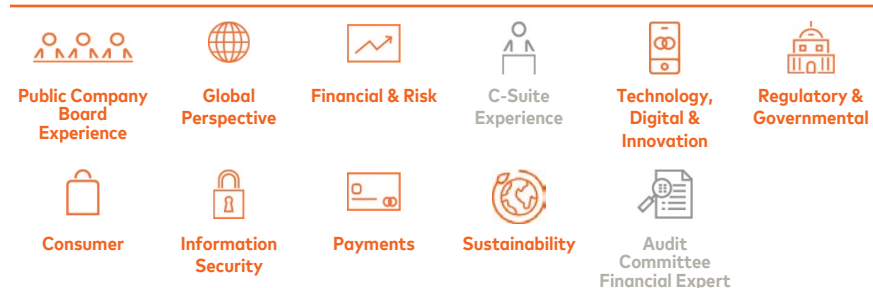 Public Company
Board
Experience
Global
Perspective
Financial & Risk
C-Suite
Experience
Technology,
Digital &
Innovation
Regulatory &
Governmental
Consumer
Information
Security
Payments
Sustainability
Audit
Committee
Financial Expert